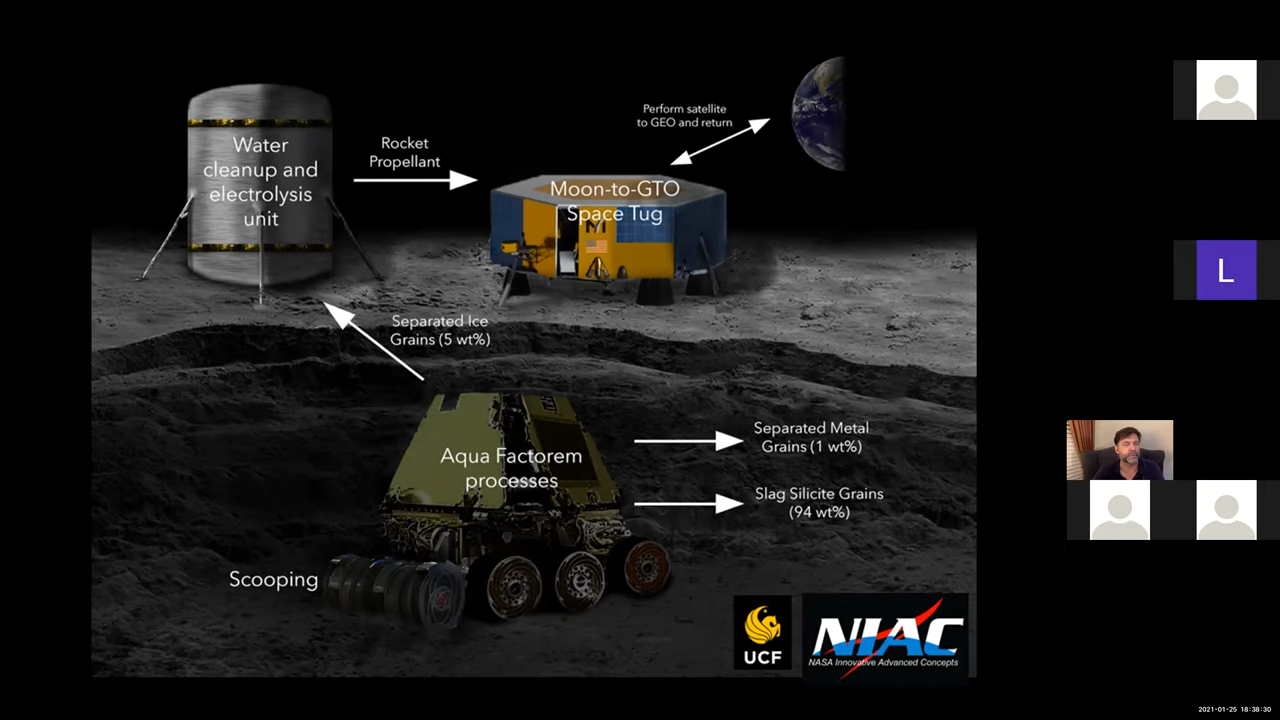 Perform satellite
to GEO and return
Water
cleanup and
electrolysis
unit
Rocket
Propellant
Moon-to-GTO
Space Tug
M
Separated Ice
Grains (5 wt%)
L
Separated Metal
Grains (1 wt%)
Aqua Factorem
processes
Slag Silicite Grains
(94 wt%)
Scooping
UCF
NIAC
NASA Innovative Advanced Concepts
2021-01-25 18:38:30